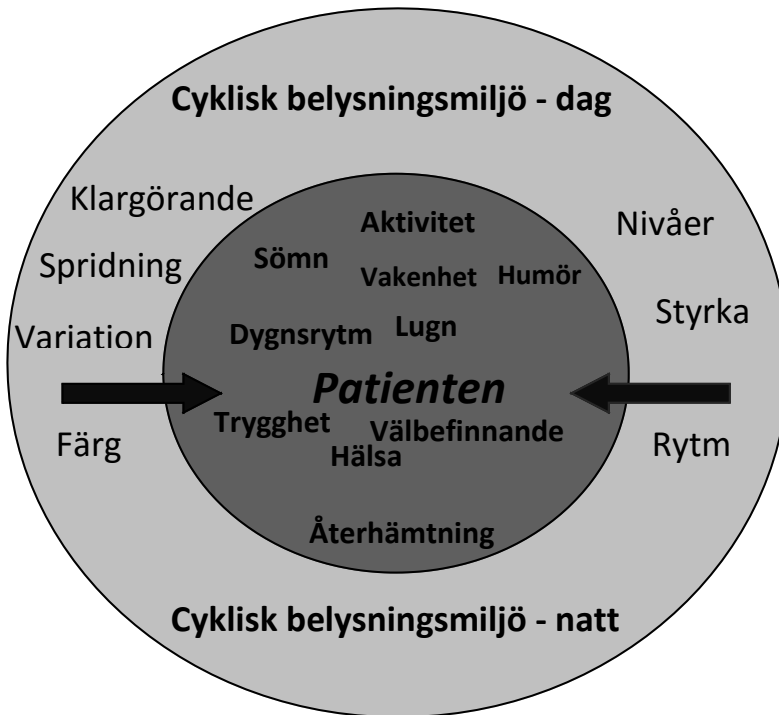 Cyklisk belysningsmiljö - dag
Klargörande
Spridning
Variation
Färg
Nivåer
Styrka
Rytm
Aktivitet
Sömn
Vakenhet
Humör
Dygnsrytm
Lugn
Patienten
Trygghet
Välbefinnande
Hälsa
Återhämtning
Cyklisk belysningsmiljö - natt